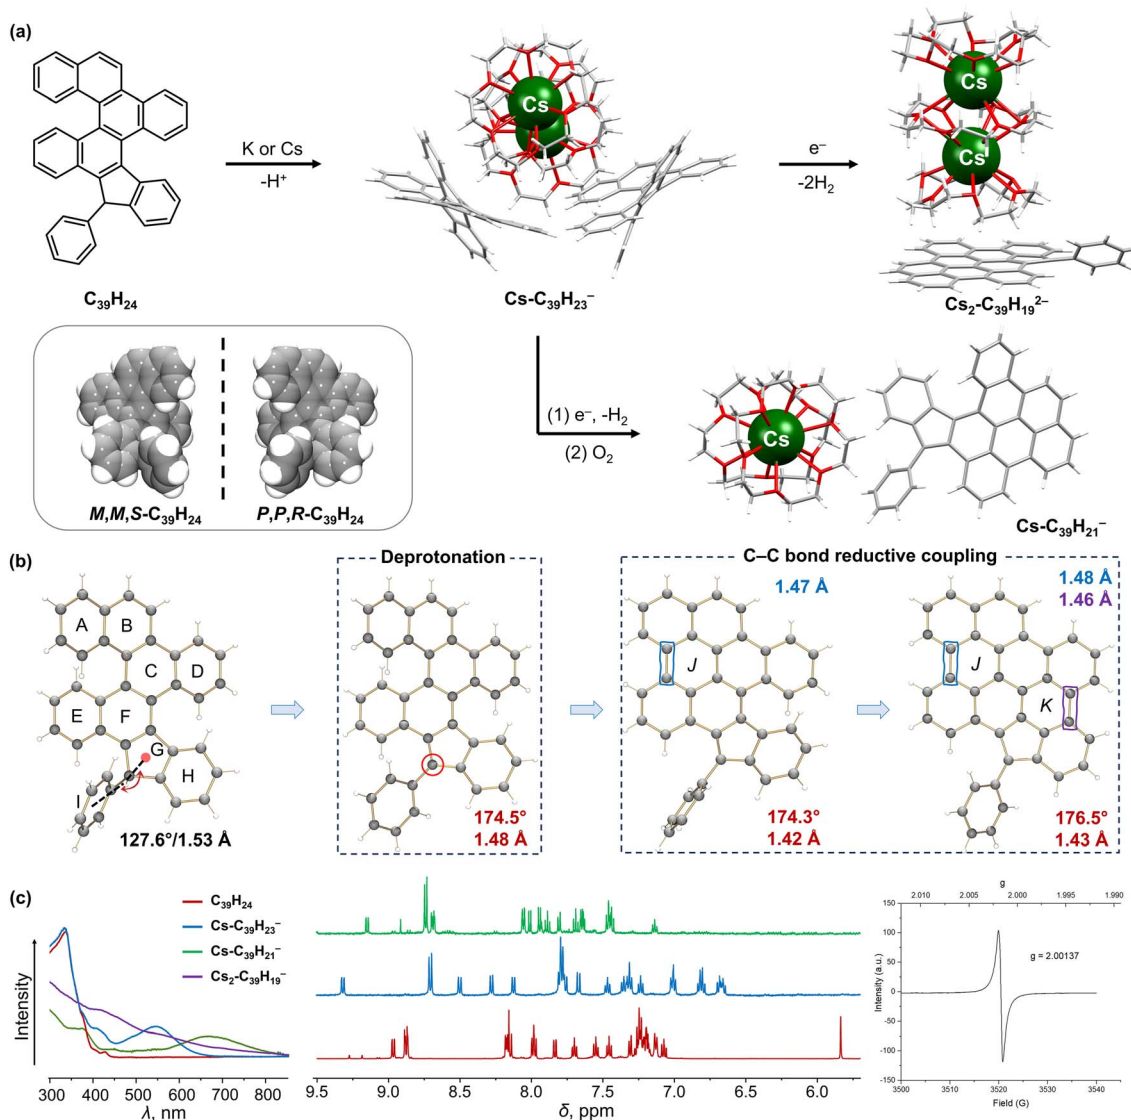 (a)
K or Cs
-H⁺
Cs
e⁻
-2H₂
Cs
Cs
C₃₉H₂₄
Cs-C₃₉H₂₃⁻
Cs₂-C₃₉H₁₉²⁻
M,M,S-C₃₉H₂₄
P,P,R-C₃₉H₂₄
(1) e⁻, -H₂
(2) O₂
Cs
Cs-C₃₉H₂₁⁻
(b)
Deprotonation
C–C bond reductive coupling
A
B
C
D
E
F
G
H
I
127.6°/1.53 Å
174.5°
1.48 Å
1.47 Å
J
174.3°
1.42 Å
1.48 Å
1.46 Å
J
K
176.5°
1.43 Å
(c)
Intensity
C₃₉H₂₄
Cs-C₃₉H₂₃⁻
Cs-C₃₉H₂₁⁻
Cs₂-C₃₉H₁₉⁻
300 400 500 600 700 800
λ, nm
9.5 9.0 8.5 8.0 7.5 7.0 6.5 6.0
δ, ppm
g
2.010 2.005 2.000 1.995 1.990
150
100
50
0
-50
-100
-150
Intensity (a.u.)
g = 2.00137
3500 3510 3520 3530 3540
Field (G)